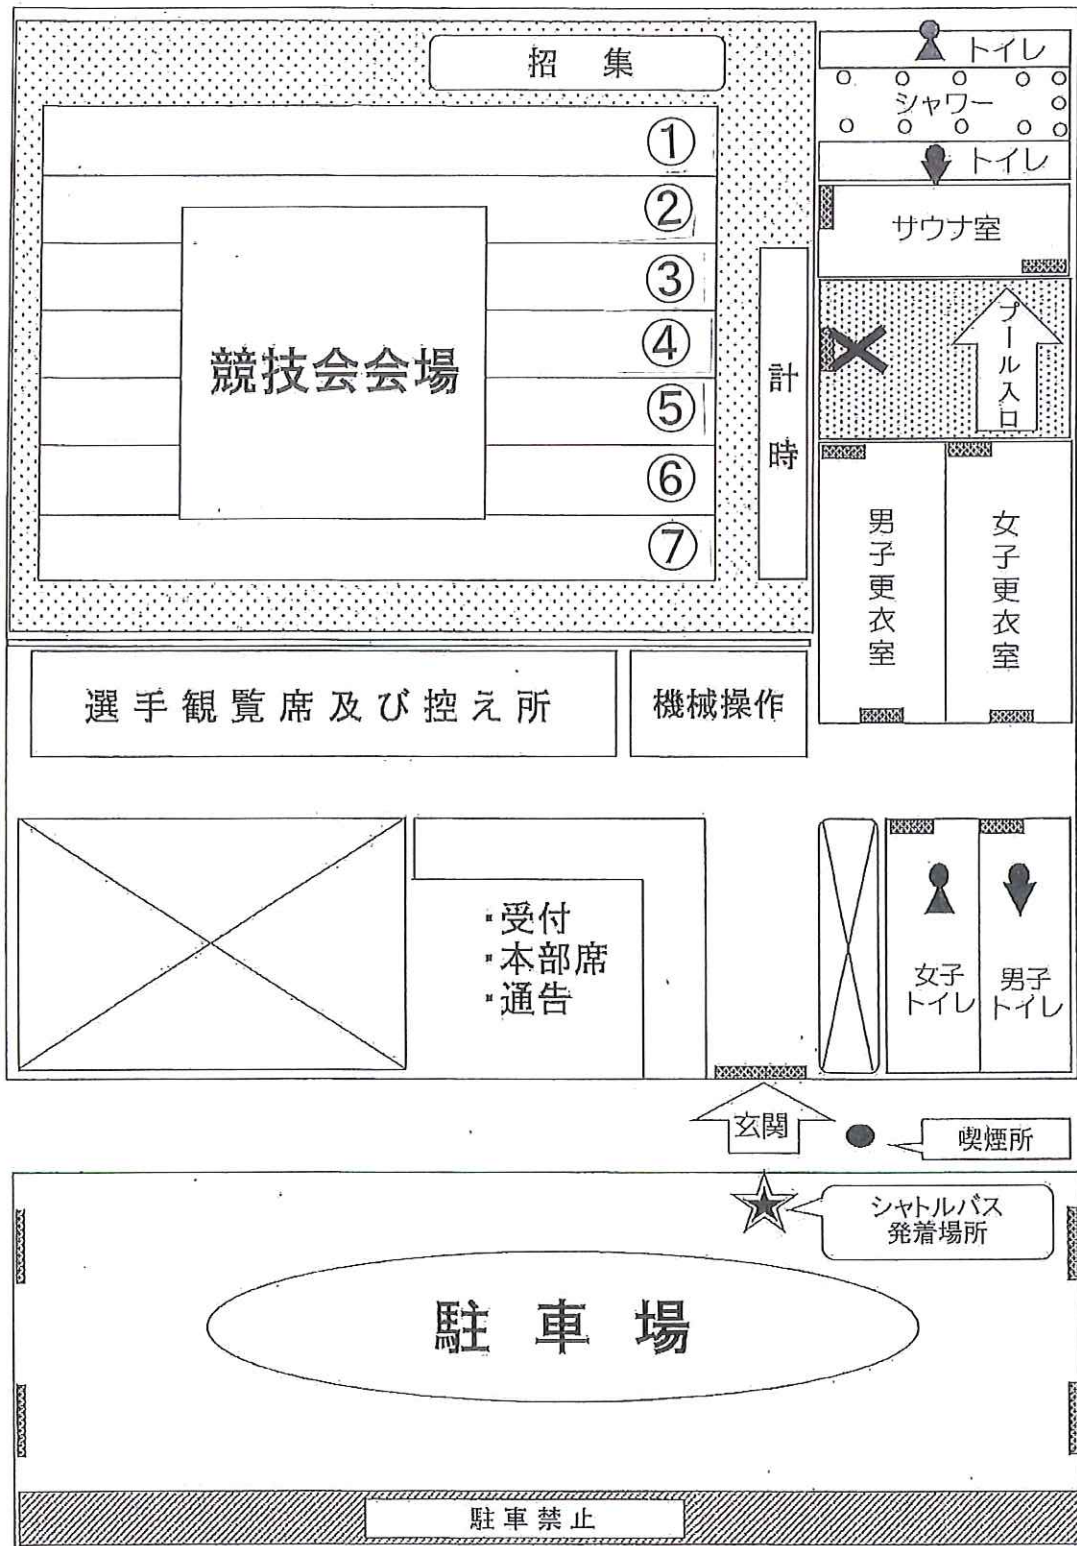 招 集
トイレ
シャワー
トイレ
サウナ室
①
②
③
④
⑤
⑥
⑦
競技会会場
計時
プール入口
男子更衣室
女子更衣室
選手観覧席及び控え所
機械操作
・受付
・本部席
・通告
女子
トイレ
男子
トイレ
玄関
喫煙所
シャトルバス
発着場所
駐 車 場
駐車禁止